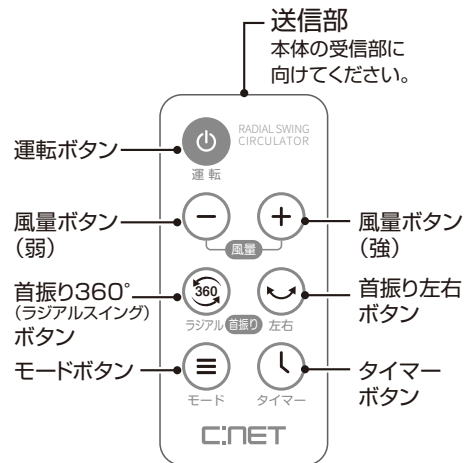 送信部
本体の受信部に
向けてください。
RADIAL SWING
CIRCULATOR
運転ボタン
運転
風量ボタン
（弱）
風量ボタン
（強）
風量
首振り360°
（ラジアルスイング）
ボタン
360
首振り左右
ボタン
ラジアル 首振り 左右
モードボタン
タイマー
ボタン
モード タイマー
C:NET